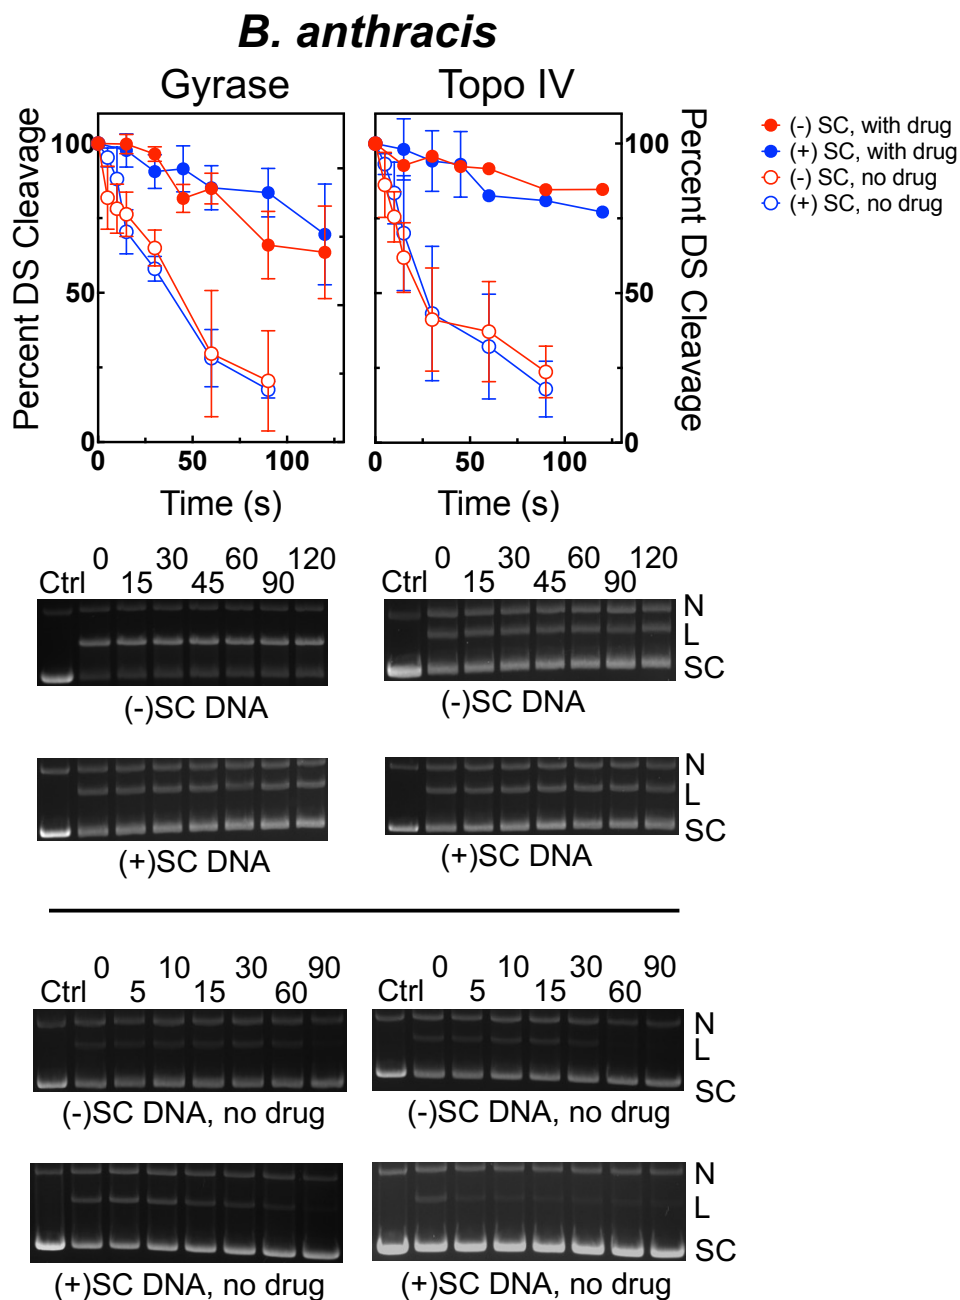 B. anthracis
Gyrase
Topo IV
Percent DS Cleavage
100
50
0
0 50 100
Time (s)
100
50
0
0 50 100
Time (s)
Percent DS Cleavage
(-) SC, with drug
(+) SC, with drug
(-) SC, no drug
(+) SC, no drug
Ctrl 0 15 30 45 60 90 120
(-)SC DNA
Ctrl 0 15 30 45 60 90 120
N
L
SC
(-)SC DNA
(+)SC DNA
N
L
SC
(+)SC DNA
Ctrl 0 5 10 15 30 60 90
(-)SC DNA, no drug
Ctrl 0 5 10 15 30 60 90
N
L
SC
(-)SC DNA, no drug
(+)SC DNA, no drug
N
L
SC
(+)SC DNA, no drug